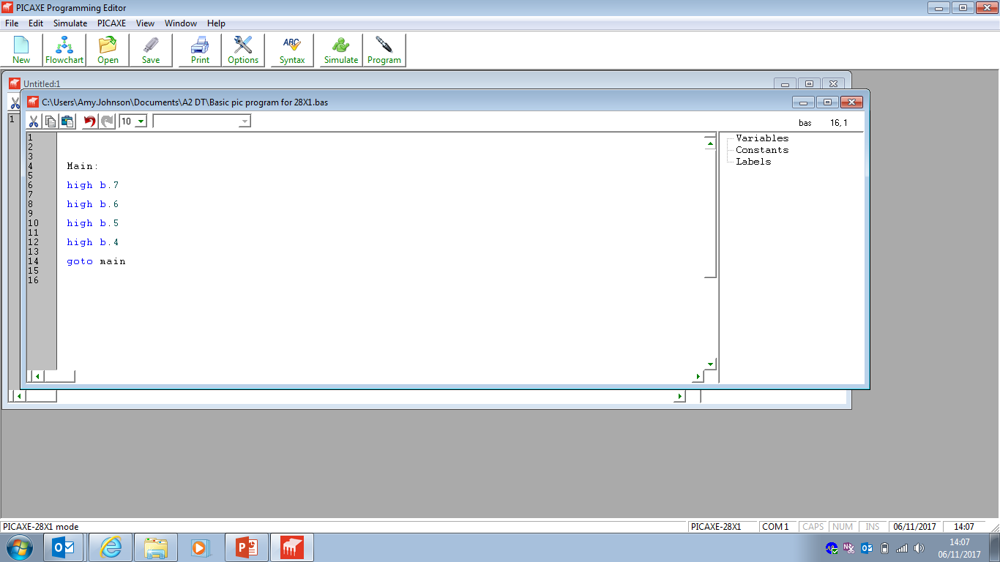 PICAXE Programming Editor
File Edit Simulate PICAXE View Window Help
New Flowchart Open Save Print Options Syntax Simulate Program
ABC
Untitled:1
1
C:\Users\Amy.Johnson\Documents\A2 DT\Basic pic program for 28X1.bas
10 bas 16, 1
1
2
3
4 Main:
5
6 high b.7
7
8 high b.6
9
10 high b.5
11
12 high b.4
13
14 goto main
15
16
Variables
Constants
Labels
PICAXE-28X1 mode PICAXE-28X1 COM 1 CAPS NUM INS 06/11/2017 14:07
14:07
06/11/2017